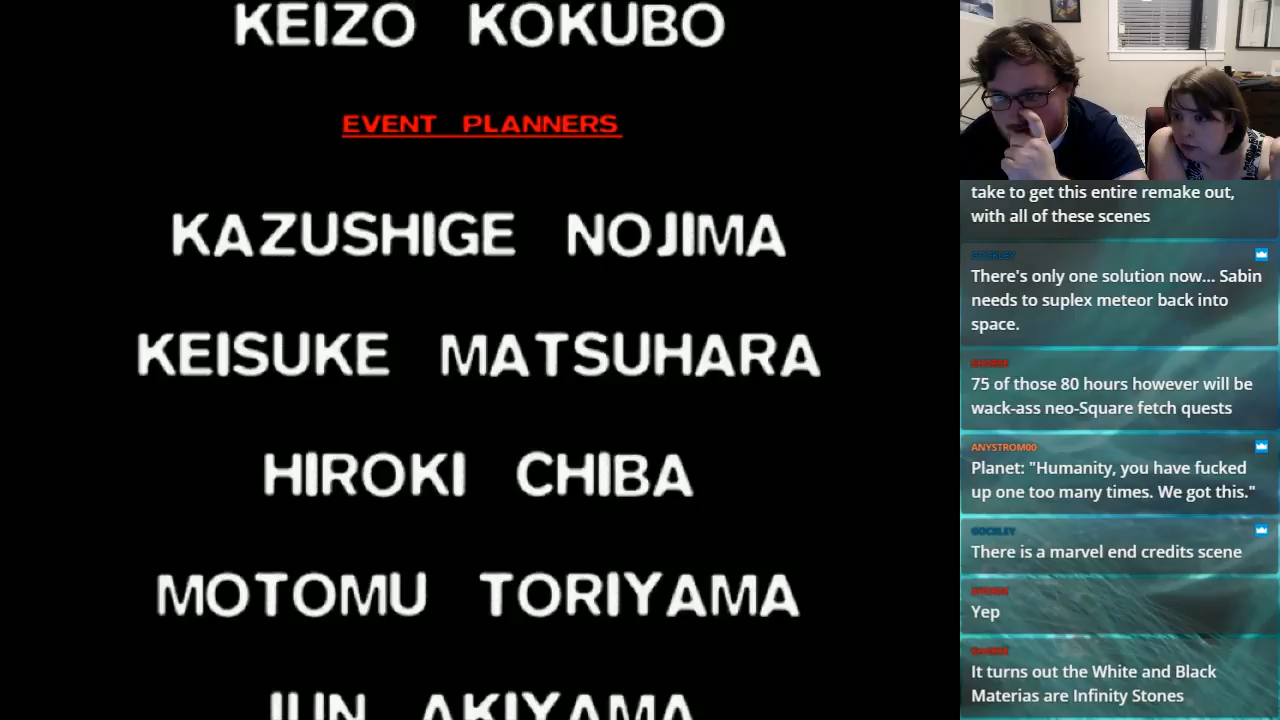 KEIZO KOKUBO
EVENT PLANNERS
KAZUSHIGE NOJIMA
KEISUKE MATSUHARA
HIROKI CHIBA
MOTOMU TORIYAMA
JUN AKIYAMA
take to get this entire remake out,
with all of these scenes
There's only one solution now... Sabin
needs to suplex meteor back into
space.
75 of those 80 hours however will be
wack-ass neo-Square fetch quests
ANYSTROM00
Planet: "Humanity, you have fucked
up one too many times. We got this."
There is a marvel end credits scene
Yep
It turns out the White and Black
Materias are Infinity Stones